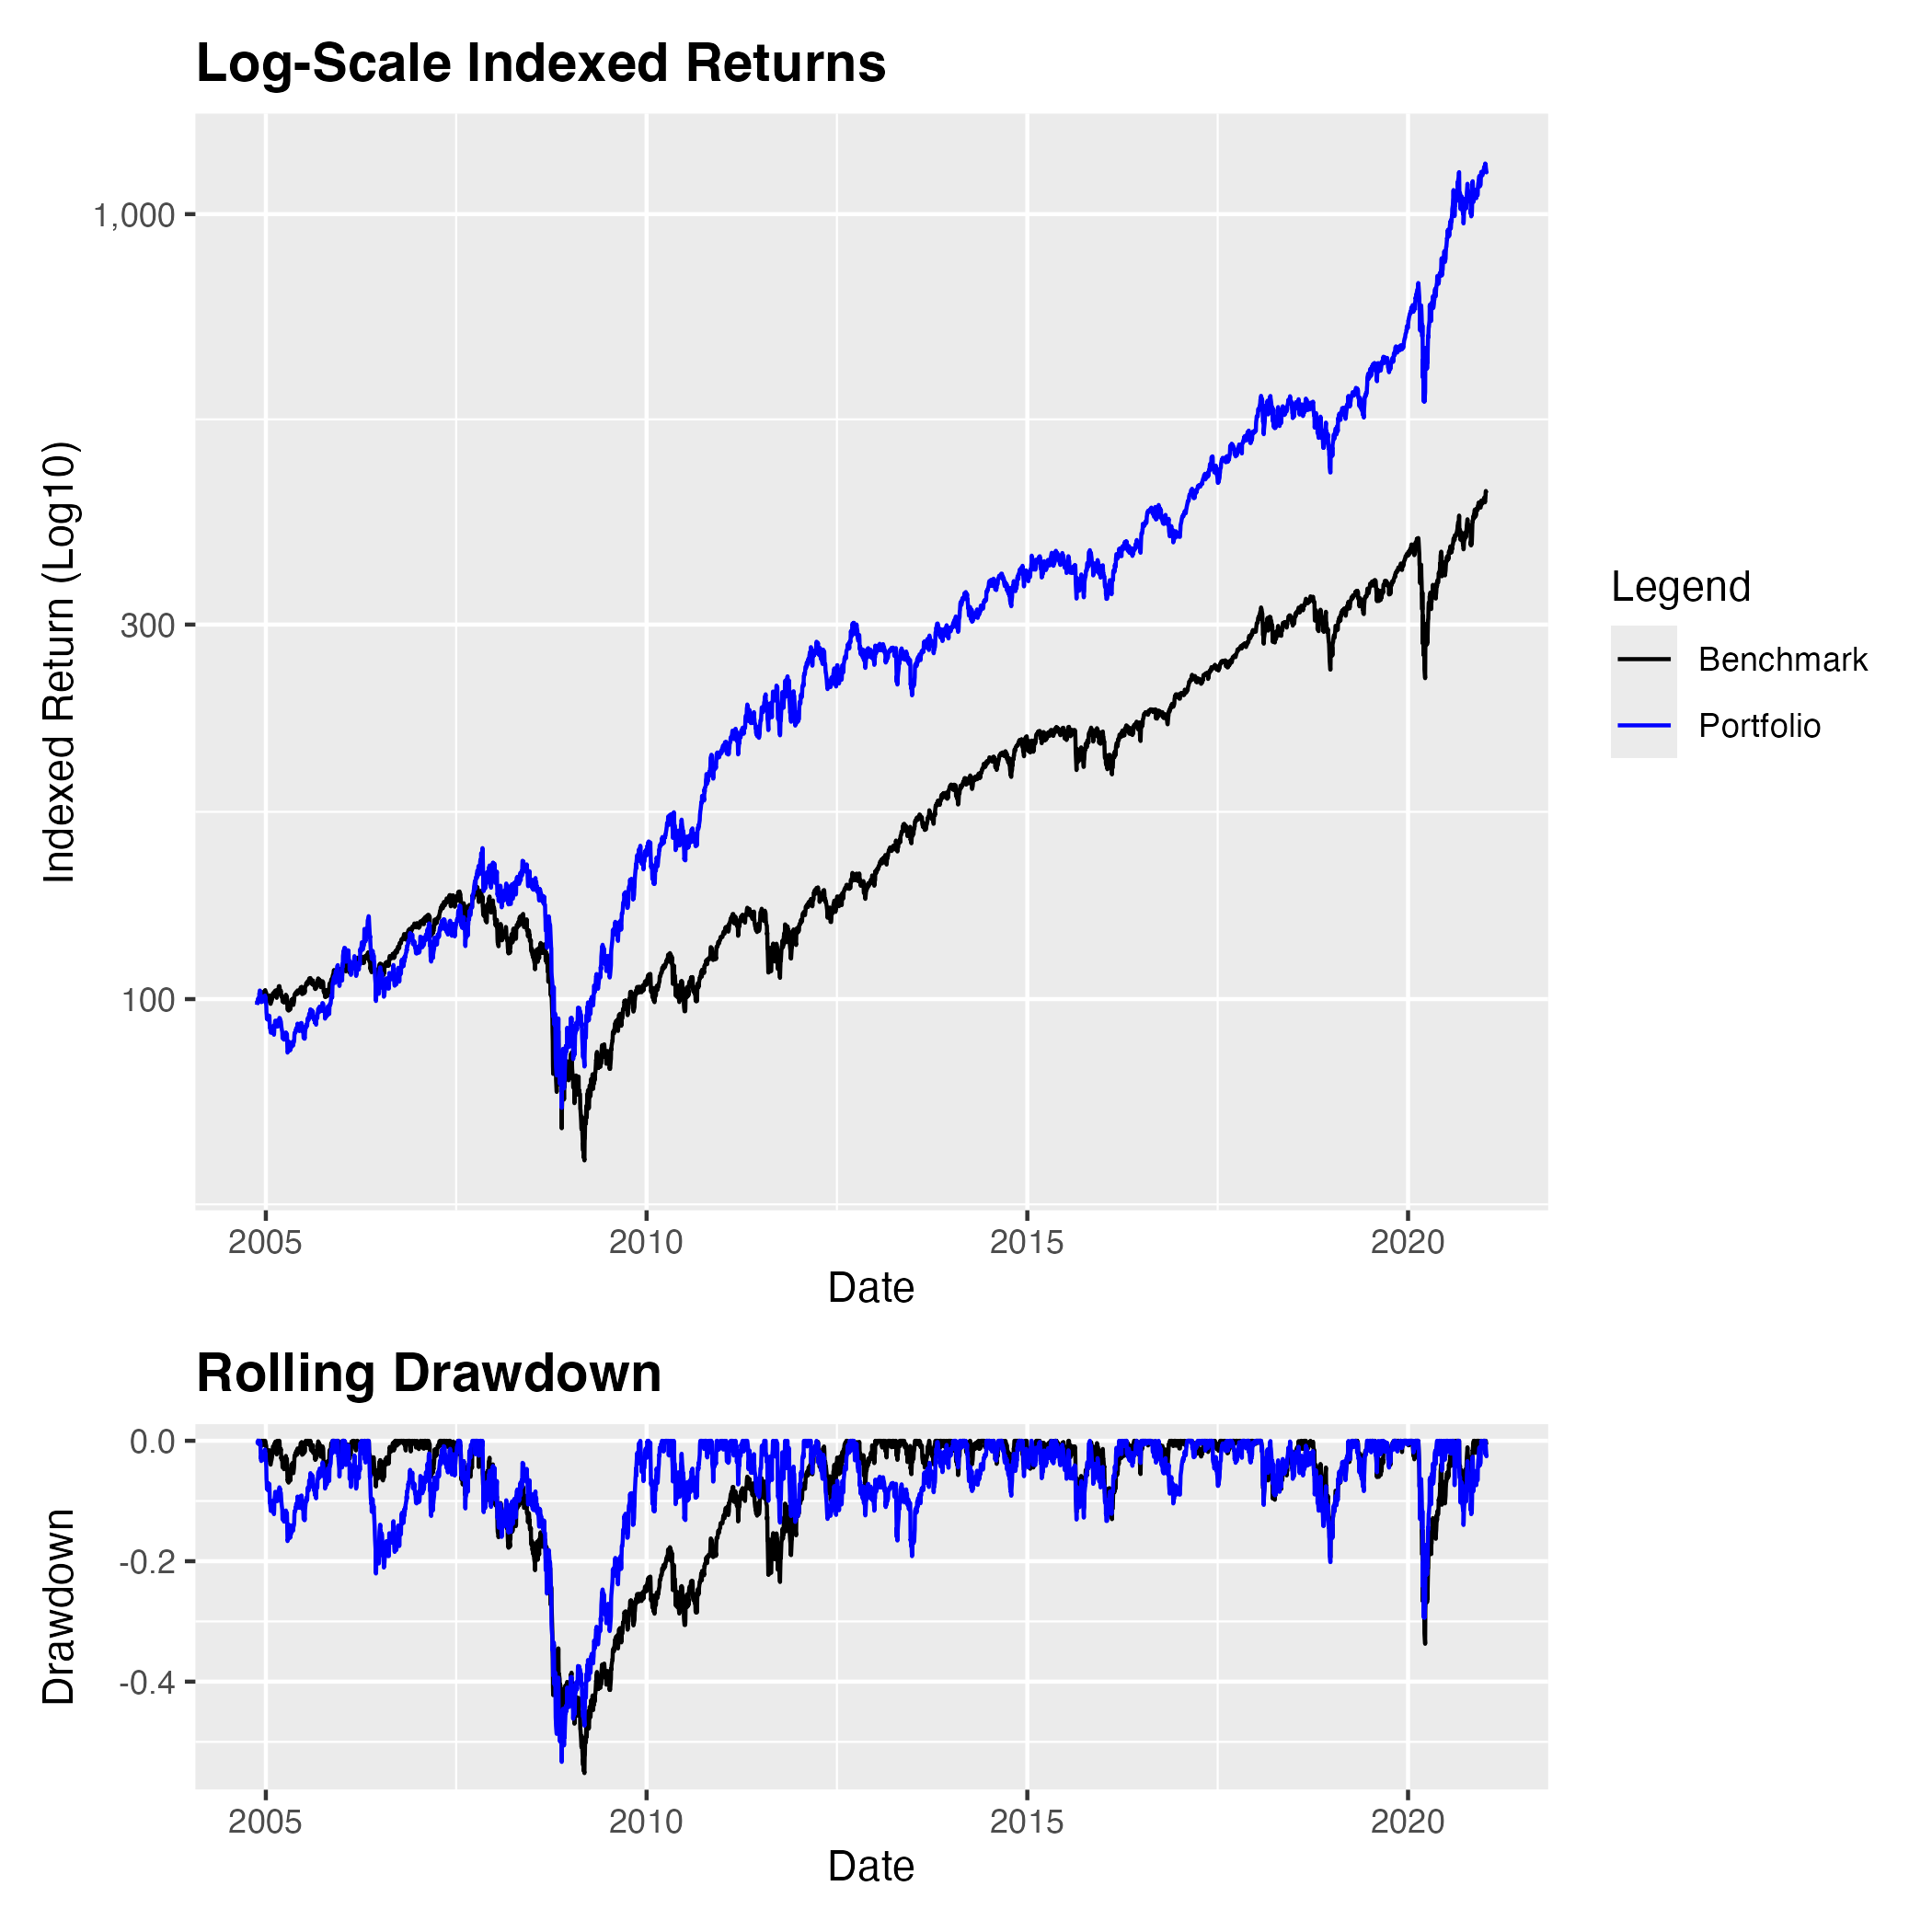 Log-Scale Indexed Returns
Indexed Return (Log10)
1,000
300
100
2005 2010 2015 2020
Date
Legend
Benchmark
Portfolio
Rolling Drawdown
Drawdown
0.0
-0.2
-0.4
2005 2010 2015 2020
Date